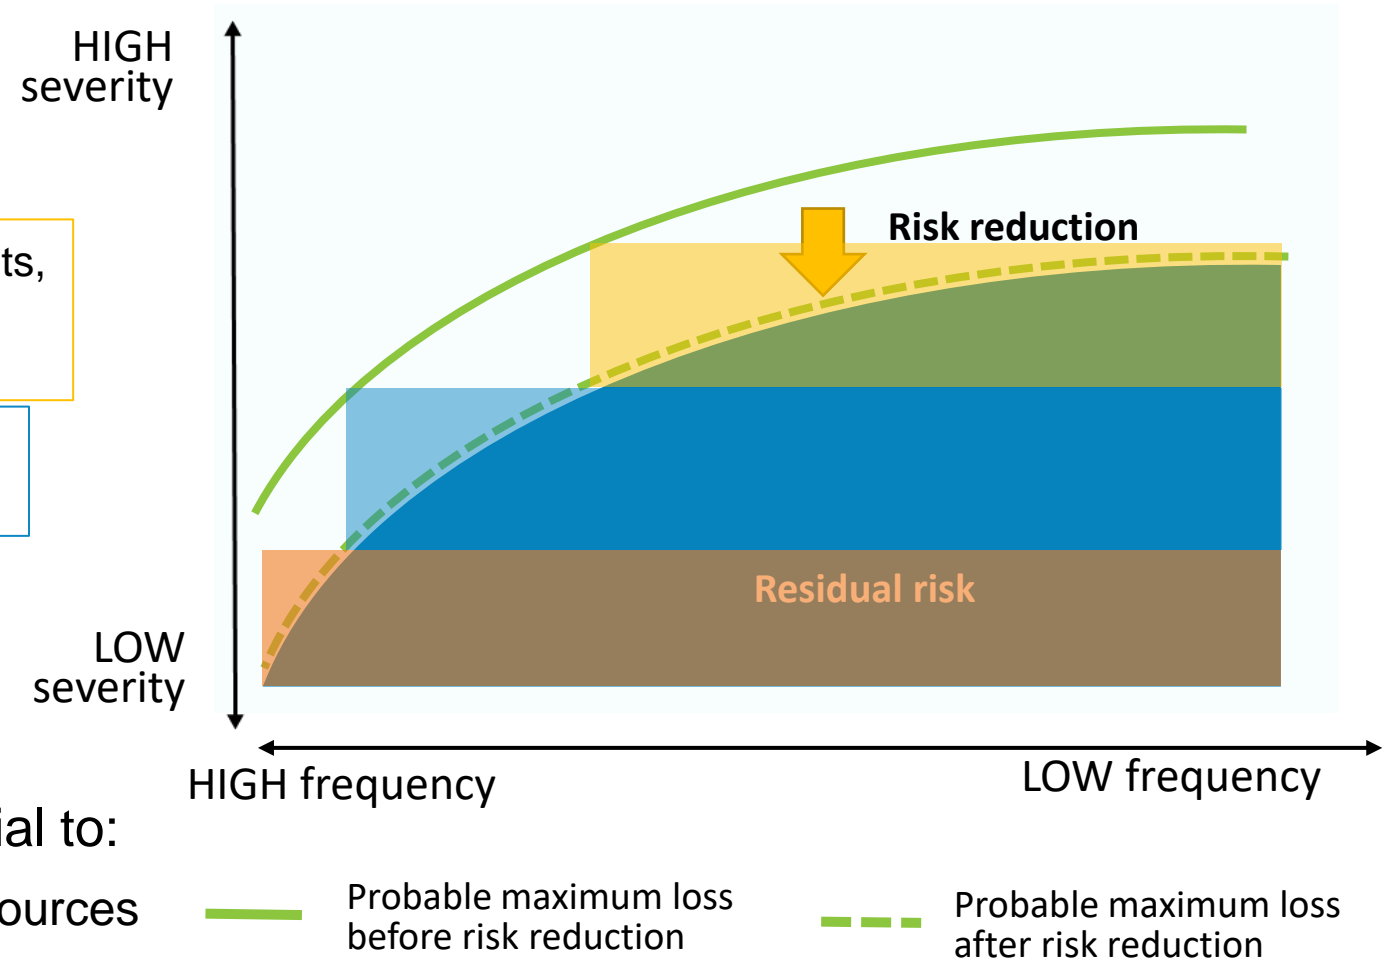 HIGH
severity
Risk reduction
ts,
Residual risk
LOW
severity
HIGH frequency
LOW frequency
ial to:
ources
Probable maximum loss
before risk reduction
Probable maximum loss
after risk reduction